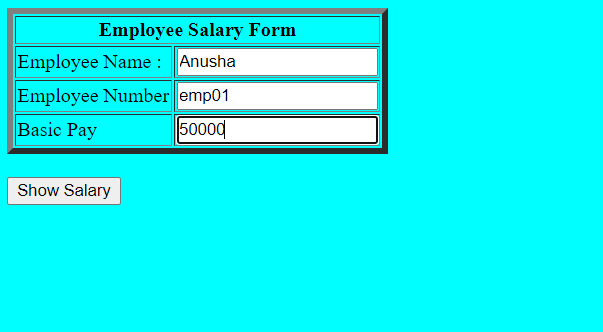 Employee Salary Form
Employee Name : Anusha
Employee Number emp01
Basic Pay 50000
Show Salary